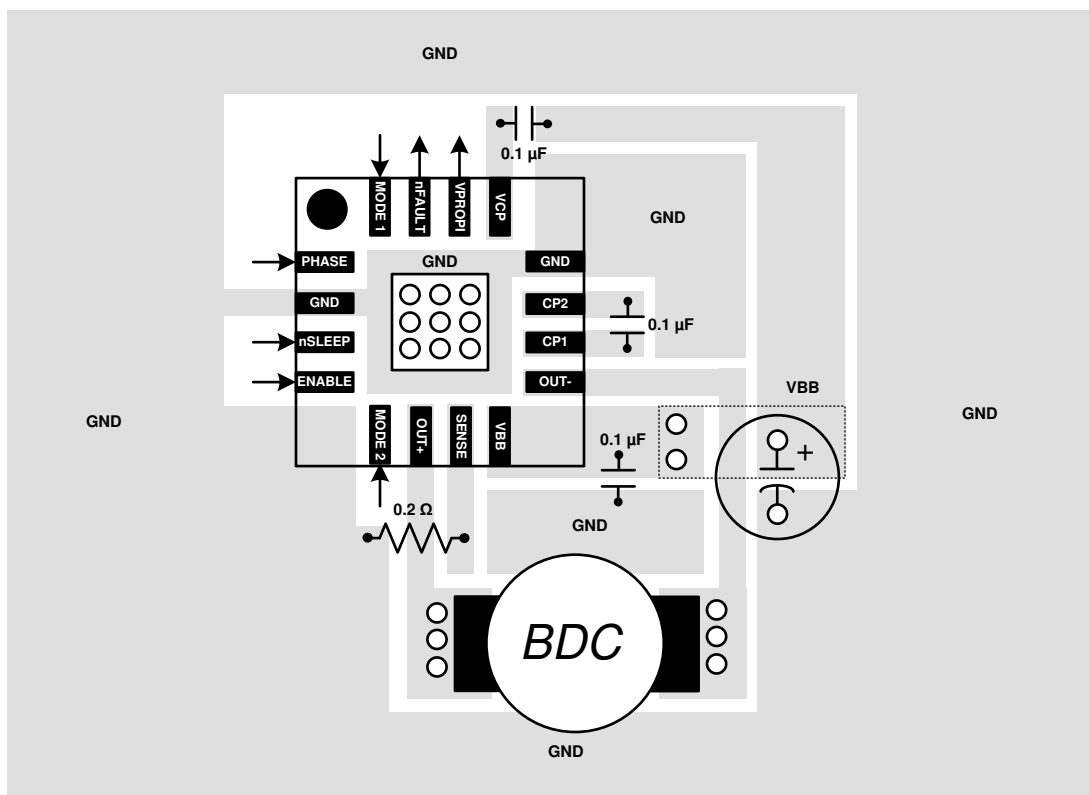 GND
0.1 µF
MODE 1
nFAULT
VPROPI
VCP
GND
PHASE
GND
GND
GND
CP2
0.1 µF
nSLEEP
CP1
ENABLE
OUT-
VBB
GND
GND
MODE 2
OUT+
SENSE
VBB
0.1 µF
+
0.2 Ω
GND
BDC
GND